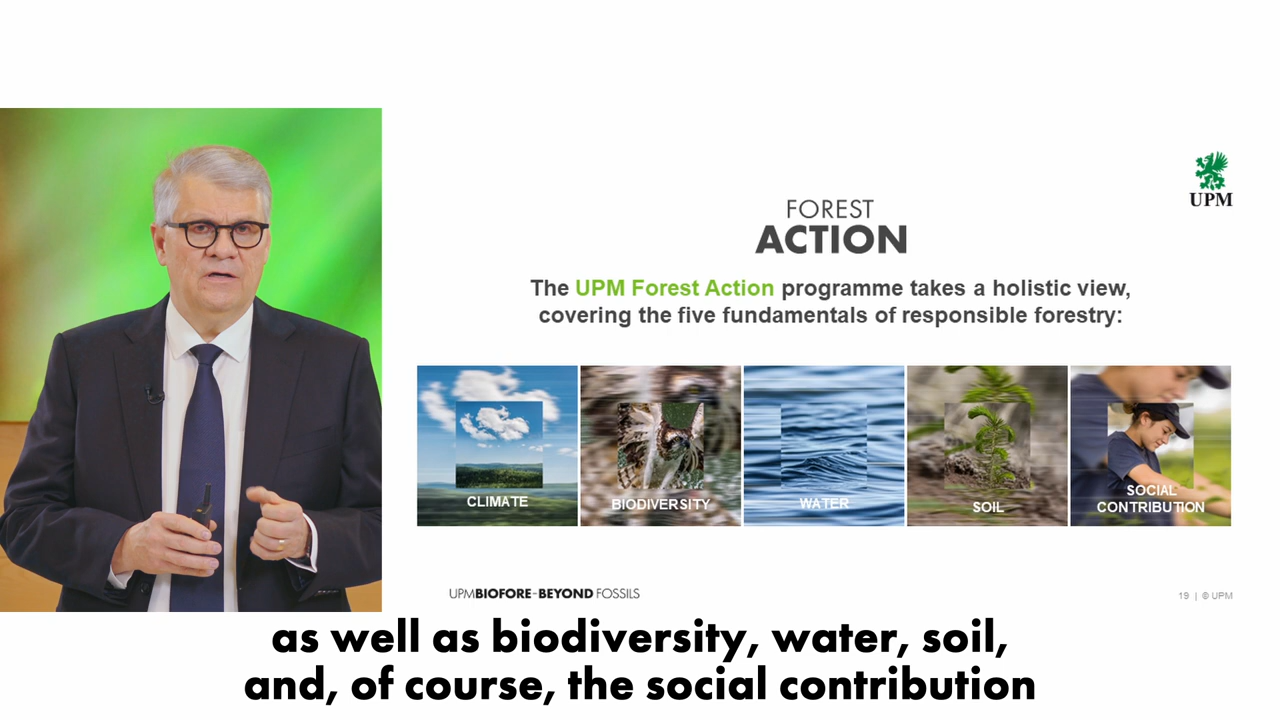 UPM
FOREST
ACTION
The UPM Forest Action programme takes a holistic view,
covering the five fundamentals of responsible forestry:
CLIMATE
BIODIVERSITY
WATER
SOIL
SOCIAL
CONTRIBUTION
UPMBIOFORE-BEYOND FOSSILS
19 | © UPM
as well as biodiversity, water, soil,
and, of course, the social contribution